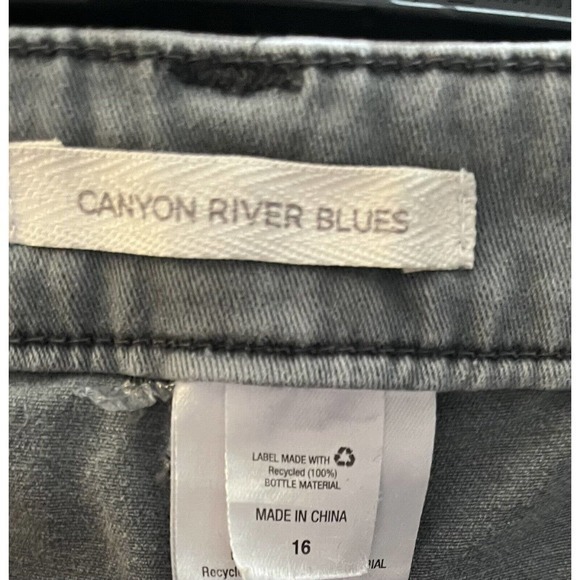 CANYON RIVER BLUES
LABEL MADE WITH
Recycled (100%)
BOTTLE MATERIAL
MADE IN CHINA
16